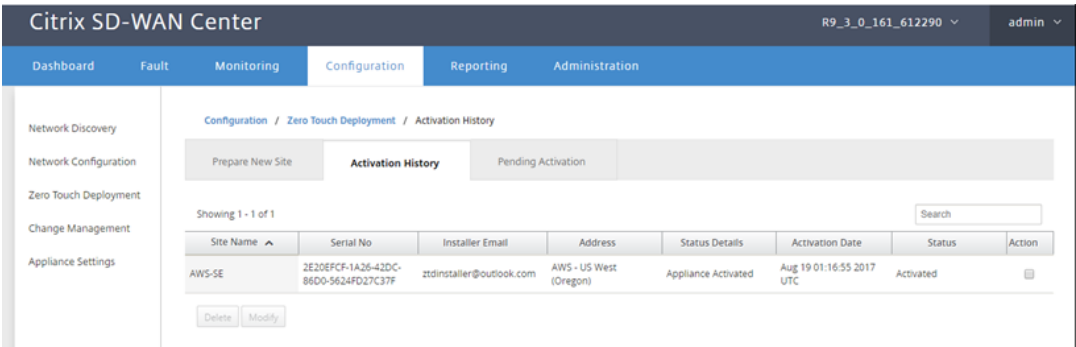 Citrix SD-WAN Center
R9_3_0_161_612290 admin
Dashboard Fault Monitoring Configuration Reporting Administration
Network Discovery
Network Configuration
Zero Touch Deployment
Change Management
Appliance Settings
Configuration / Zero Touch Deployment / Activation History
Prepare New Site Activation History Pending Activation
Showing 1 - 1 of 1
Search
Site Name Serial No Installer Email Address Status Details Activation Date Status Action
AWS-SE 2E20EFCF-1A26-42DC- ztdinstaller@outlook.com AWS - US West Appliance Activated Aug 19 01:16:55 2017 Activated
86D0-5624FD27C37F (Oregon) UTC
Delete Modify